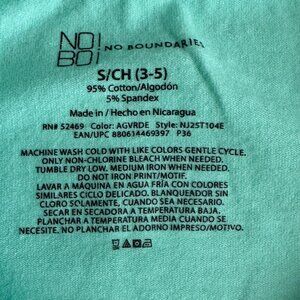 NO!
BO!
NO BOUNDARIES
S/CH (3-5)
95% Cotton/Algodón
5% Spandex
Made in / Hecho en Nicaragua
RN# 52469 Color: AGVRDE Style: NJ25T104E
EAN/UPC 880614469397 P36
MACHINE WASH COLD WITH LIKE COLORS GENTLE CYCLE.
ONLY NON-CHLORINE BLEACH WHEN NEEDED.
TUMBLE DRY LOW. MEDIUM IRON WHEN NEEDED.
DO NOT IRON PRINT/MOTIF.
LAVAR A MÁQUINA EN AGUA FRÍA CON COLORES
SIMILARES CICLO DELICADO. BLANQUEADOR SIN
CLORO SOLAMENTE, CUANDO SEA NECESARIO.
SECAR EN SECADORA A TEMPERATURA BAJA.
PLANCHAR A TEMPERATURA MEDIA CUANDO SEA
NECESARIO. NO PLANCHAR EL ADORNO IMPRESO/MOTIVO.